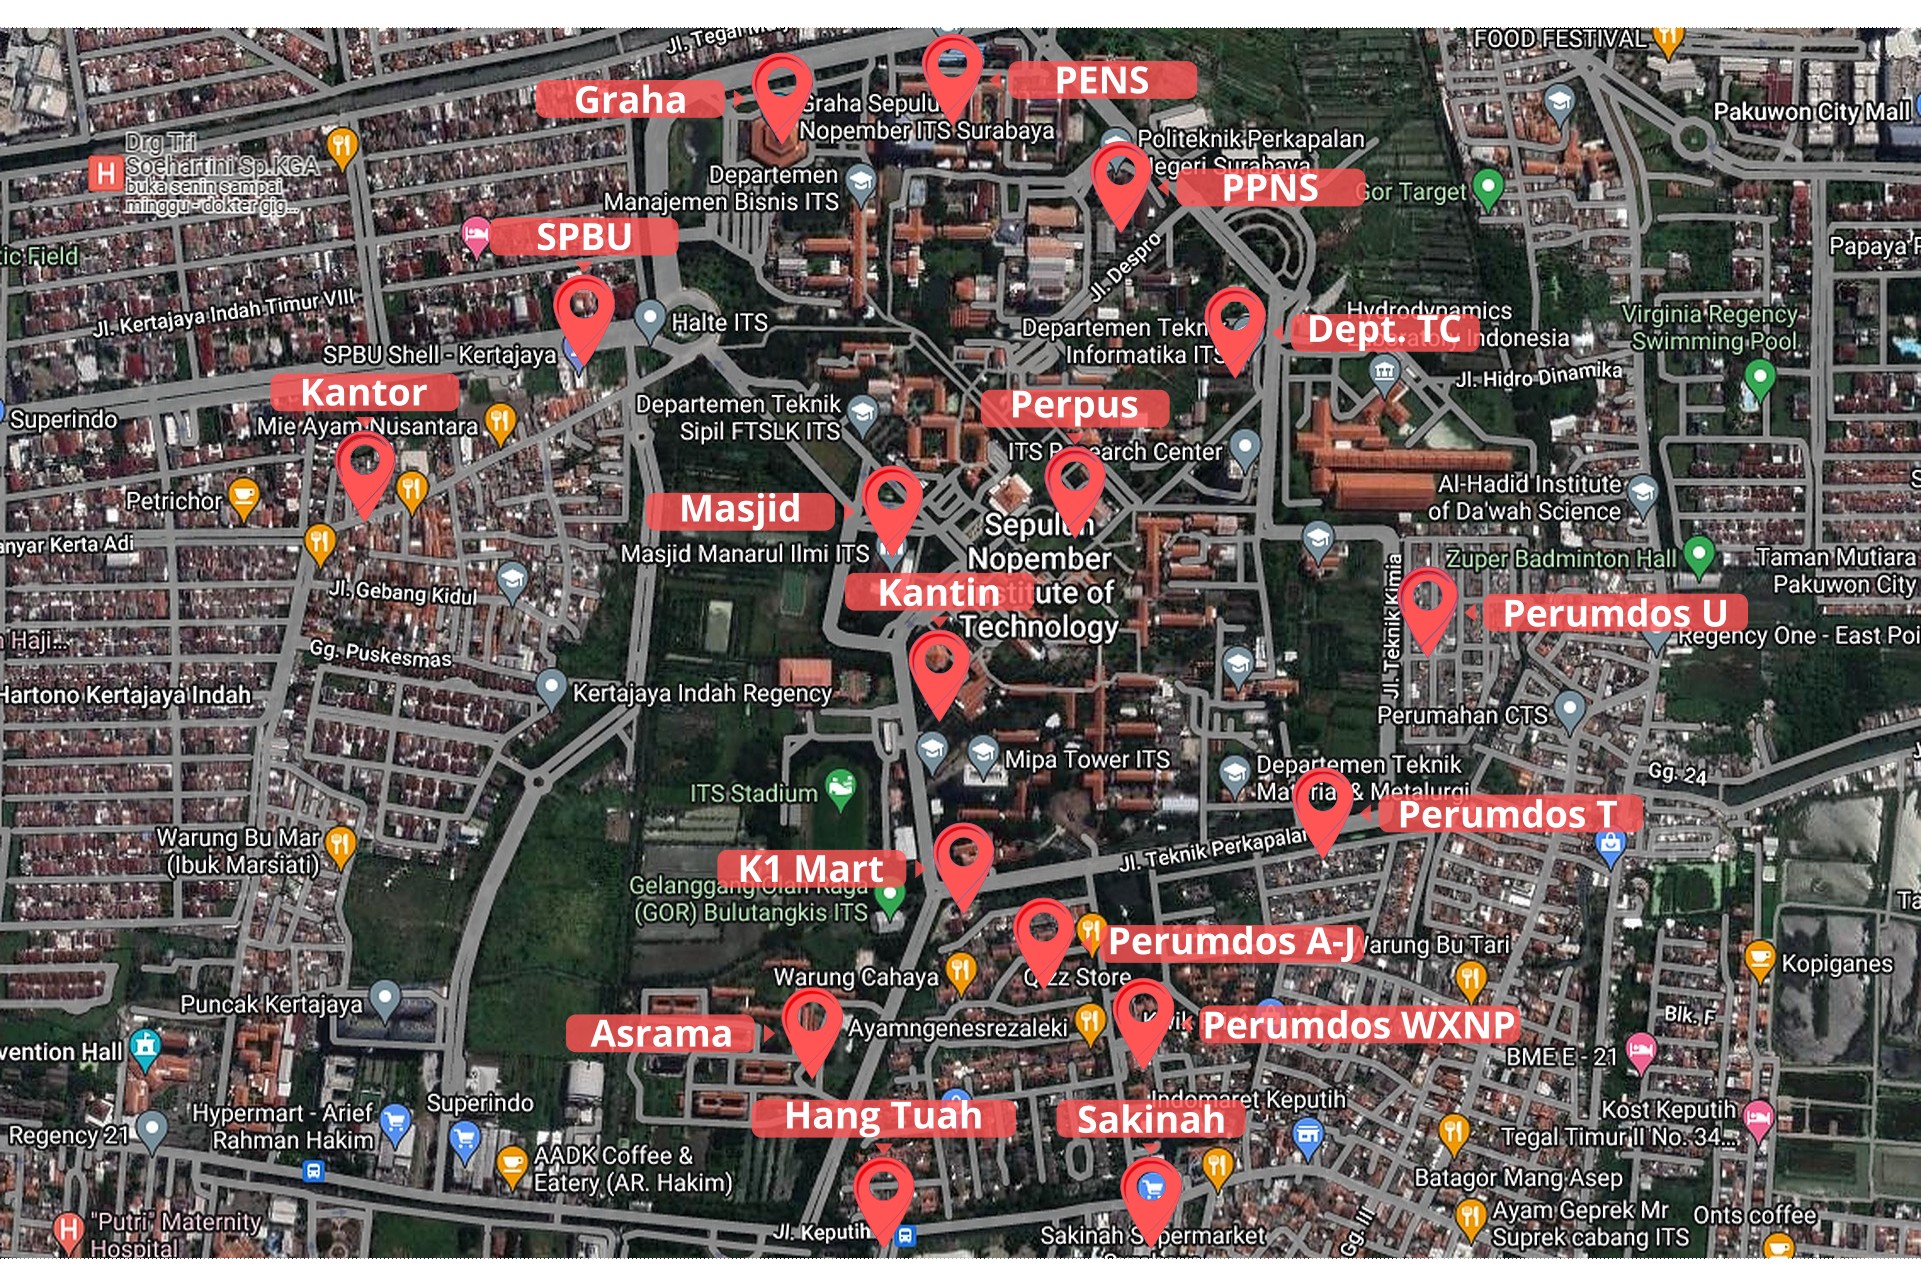 Jl. Tegal
FOOD FESTIVAL
PENS
Graha
Graha Sepulu
Nopember ITS Surabaya
Pakuwon City Mall
Drg Tri
Soehartini Sp.KGA
buka senin sampai
minggu - dokter gig...
Politeknik Perkapalan
Negeri Surabaya
PPNS
Departemen
Manajemen Bisnis ITS
Gor Target
SPBU
tic Field
Papaya F
Jl. Despro
Jl. Kertajaya Indah Timur VIII
Halte ITS
Hydrodynamics
Laboratory Indonesia
Virginia Regency
Swimming Pool
Departemen Tekn
Informatika ITS
Dept. TC
SPBU Shell - Kertajaya
Kantor
Jl. Hidro Dinamika
Superindo
Mie Ayam Nusantara
Departemen Teknik
Sipil FTSLK ITS
Perpus
ITS Research Center
Petrichor
Al-Hadid Institute
of Da'wah Science
Masjid
Sepuluh
Nopember
Institute of
Technology
Masjid Manarul Ilmi ITS
anyar Kerta Adi
Zuper Badminton Hall
Taman Mutiara
Pakuwon City
Jl. Gebang Kidul
Kantin
Jl. Teknik Kimia
Perumdos U
Haji...
Gg. Puskesmas
Regency One - East Poi
Hartono Kertajaya Indah
Kertajaya Indah Regency
Perumahan CTS
Mipa Tower ITS
Departemen Teknik
Material & Metalurgi
Gg. 24
ITS Stadium
Perumdos T
Warung Bu Mar
(Ibuk Marsiati)
Jl. Teknik Perkapalan
K1 Mart
Gelanggang Olah Raga
(GOR) Bulutangkis ITS
Ta
Perumdos A-J
Warung Bu Tari
Warung Cahaya
Qizz Store
Kopiganes
Puncak Kertajaya
Asrama
Ayamngenesrezaleki
Perumdos WXNP
Blk. F
vention Hall
BME E - 21
Superindo
Hang Tuah
Sakinah
Indomaret Keputih
Hypermart - Arief
Rahman Hakim
Regency 21
Kost Keputih
Tegal Timur II No. 34...
AADK Coffee &
Eatery (AR. Hakim)
Batagor Mang Asep
"Putri" Maternity
Hospital
Jl. Keputih
Sakinah Supermarket
Gg. III
Ayam Geprek Mr
Suprek cabang ITS
Onts coffee